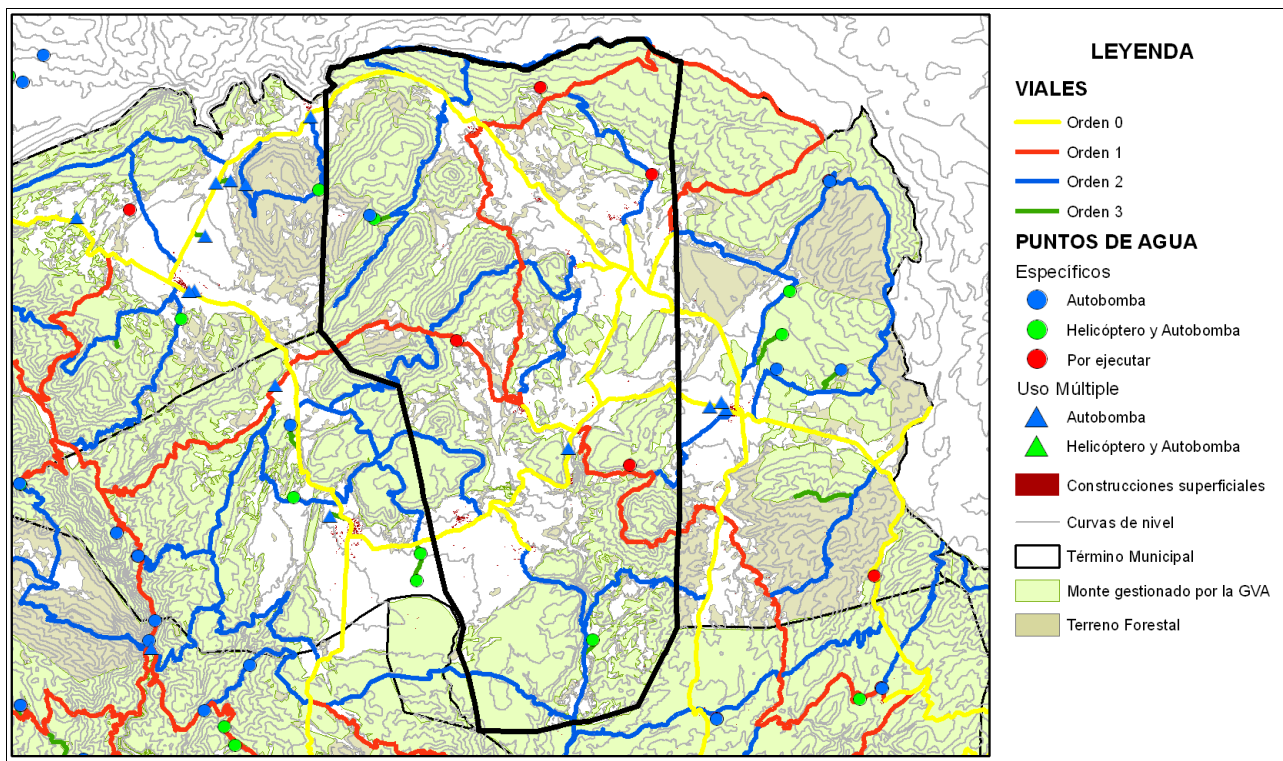 LEYENDA
VIALES
Orden 0
Orden 1
Orden 2
Orden 3
PUNTOS DE AGUA
Específicos
Autobomba
Helicóptero y Autobomba
Por ejecutar
Uso Múltiple
Autobomba
Helicóptero y Autobomba
Construcciones superficiales
Curvas de nivel
Término Municipal
Monte gestionado por la GVA
Terreno Forestal